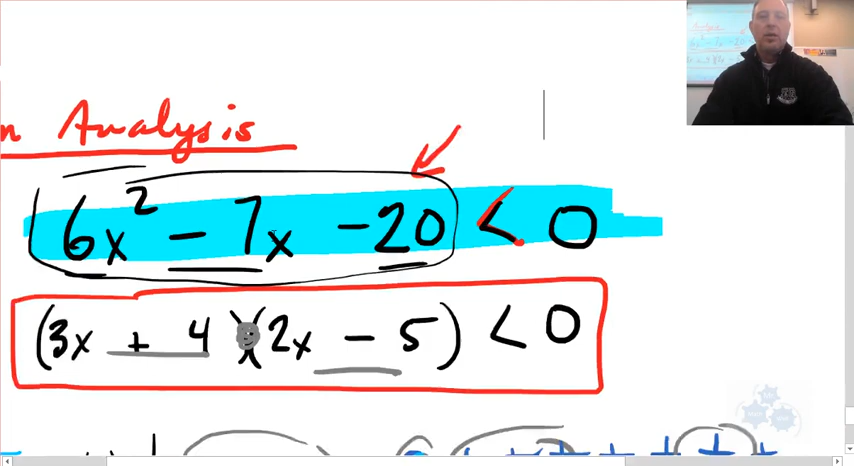 n Analysis
6x² - 7x - 20 < 0
(3x + 4)(2x - 5) < 0